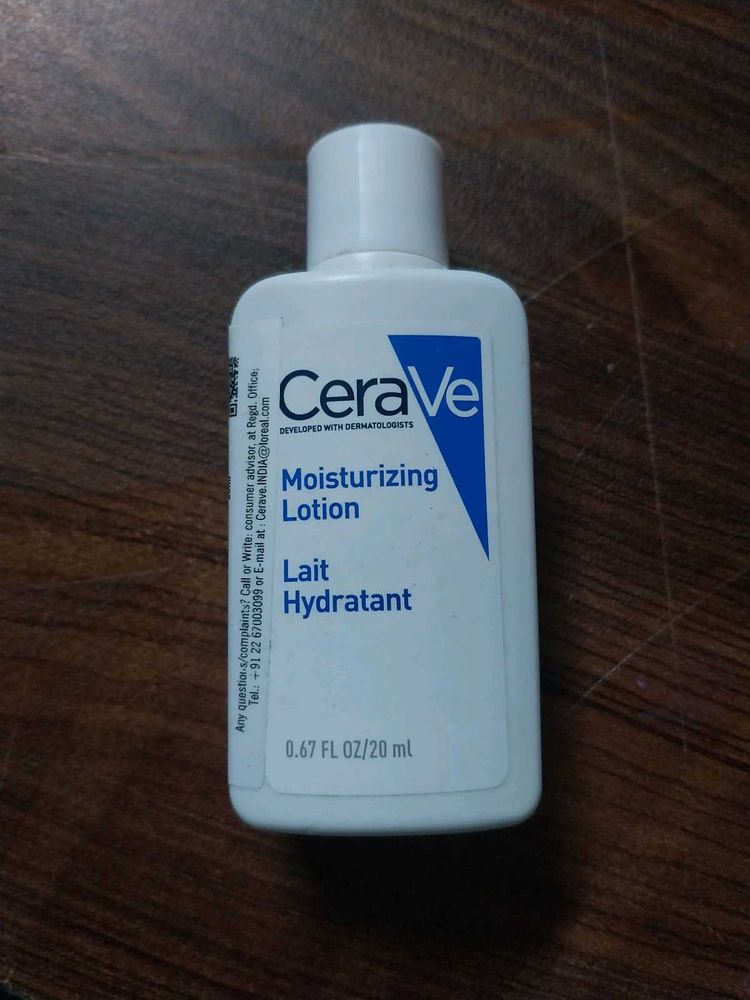 CeraVe
DEVELOPED WITH DERMATOLOGISTS
Moisturizing
Lotion
Lait
Hydratant
0.67 FL OZ/20 ml
Any questions/complaints? Call or Write: consumer advisor, at Regd. Office;
Tel.: +91 22 67003099 or E-mail at : Cerave.INDIA@loreal.com